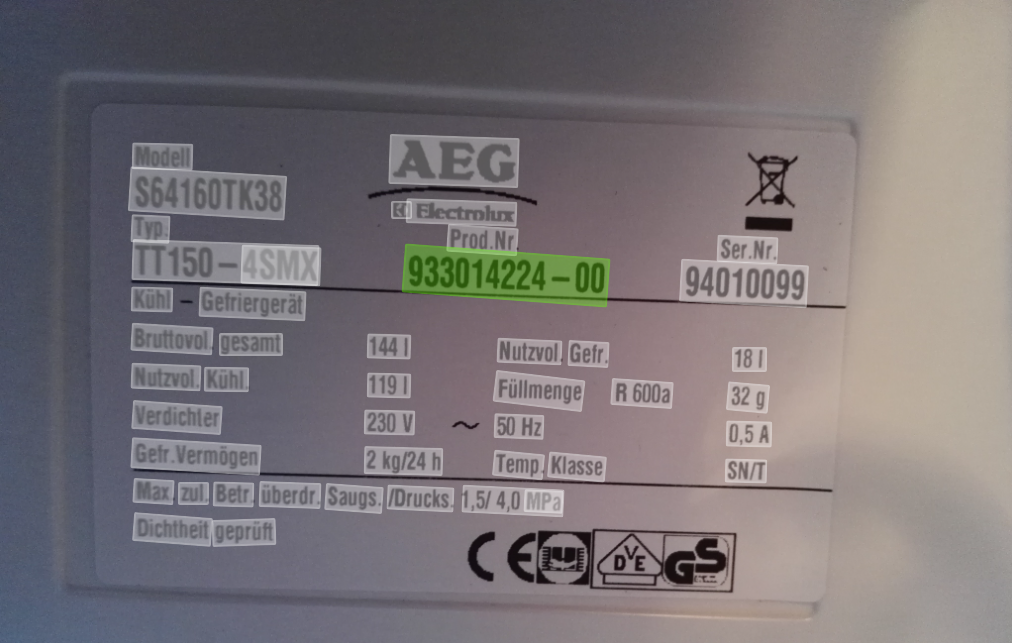 AEG
Electrolux
Modell
S64160TK38
Typ.
TT150-4SMX
Prod.Nr.
933014224-00
Ser.Nr.
94010099
Kühl - Gefriergerät
Bruttovol. gesamt 144 l Nutzvol. Gefr. 18 l
Nutzvol. Kühl. 119 l Füllmenge R 600a 32 g
Verdichter 230 V ~ 50 Hz 0,5 A
Gefr.Vermögen 2 kg/24 h Temp. Klasse SN/T
Max. zul. Betr. überdr. Saugs. /Drucks. 1,5/ 4,0 MPa
Dichtheit geprüft
CE DVE GS